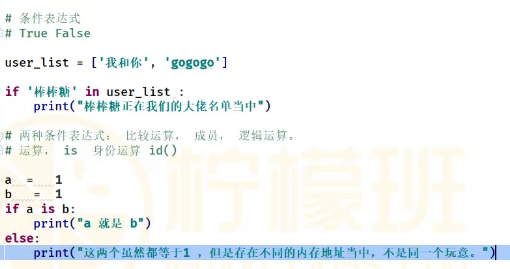 # 条件表达式
# True False
user_list = ['我和你', 'gogogo']
if '棒棒糖' in user_list :
    print("棒棒糖正在我们的大佬名单当中")
# 两种条件表达式： 比较运算， 成员， 逻辑运算。
# 运算， is 身份运算 id()
a = 1
b = 1
if a is b:
    print("a 就是 b")
else:
    print("这两个虽然都等于1 ，但是存在不同的内存地址当中，不是同一个玩意。")
柠檬班